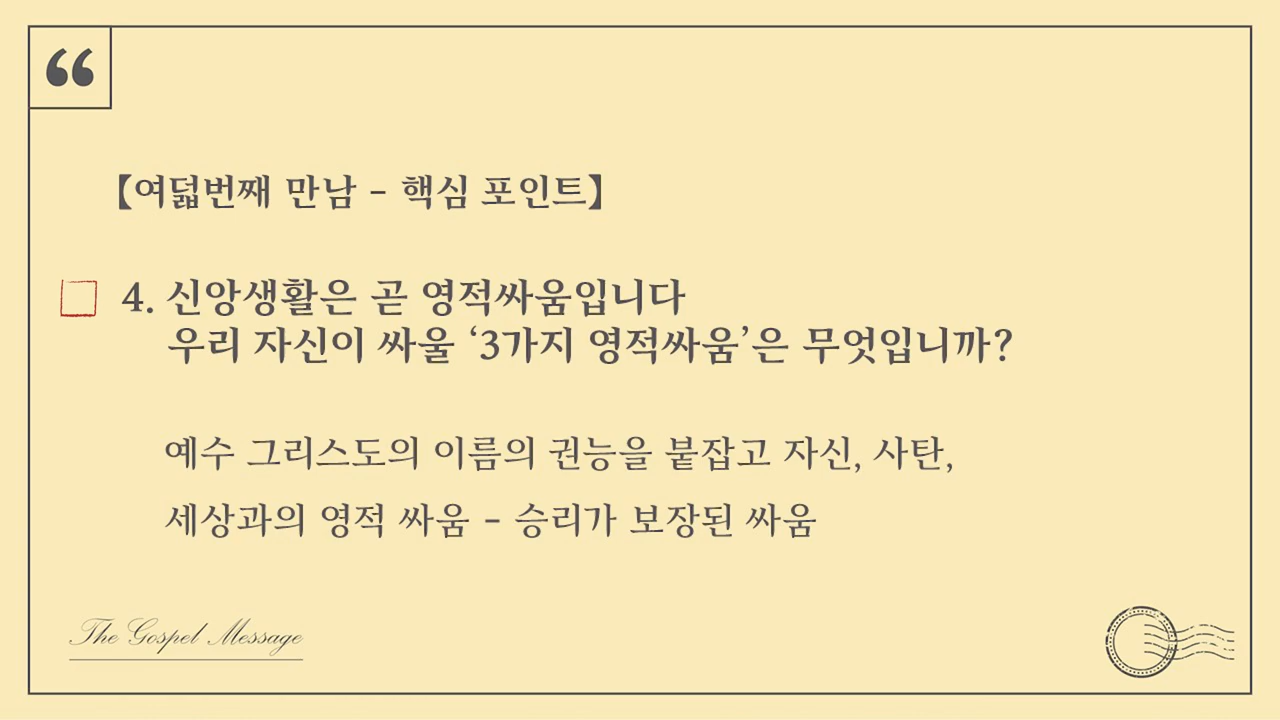 “
【여덟번째 만남 - 핵심 포인트】
4. 신앙생활은 곧 영적싸움입니다
우리 자신이 싸울 ‘3가지 영적싸움’은 무엇입니까?
예수 그리스도의 이름의 권능을 붙잡고 자신, 사탄,
세상과의 영적 싸움 - 승리가 보장된 싸움
The Gospel Message